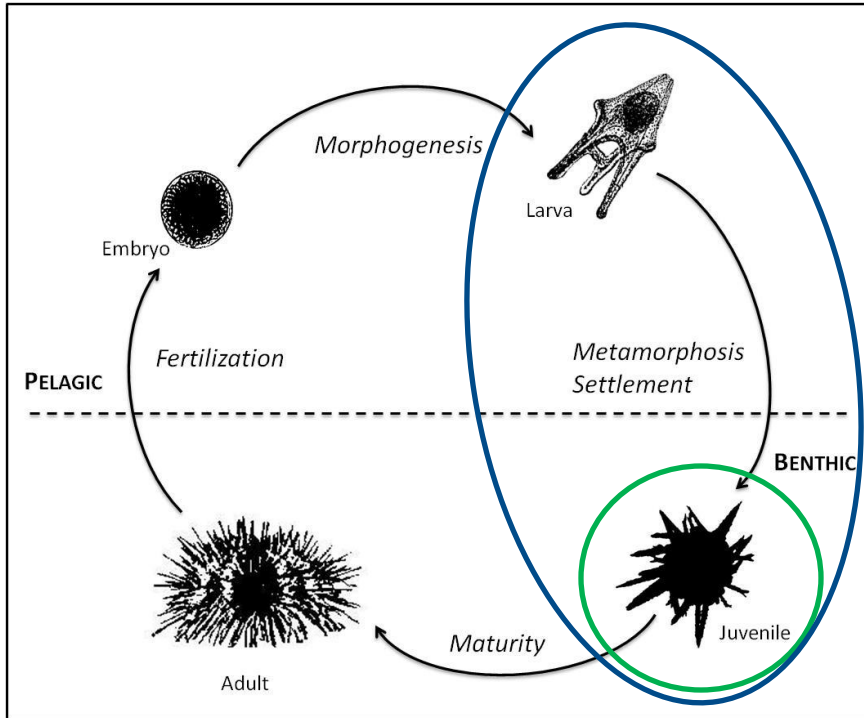 Morphogenesis
Larva
Embryo
Fertilization
Metamorphosis
Settlement
PELAGIC
BENTHIC
Juvenile
Maturity
Adult